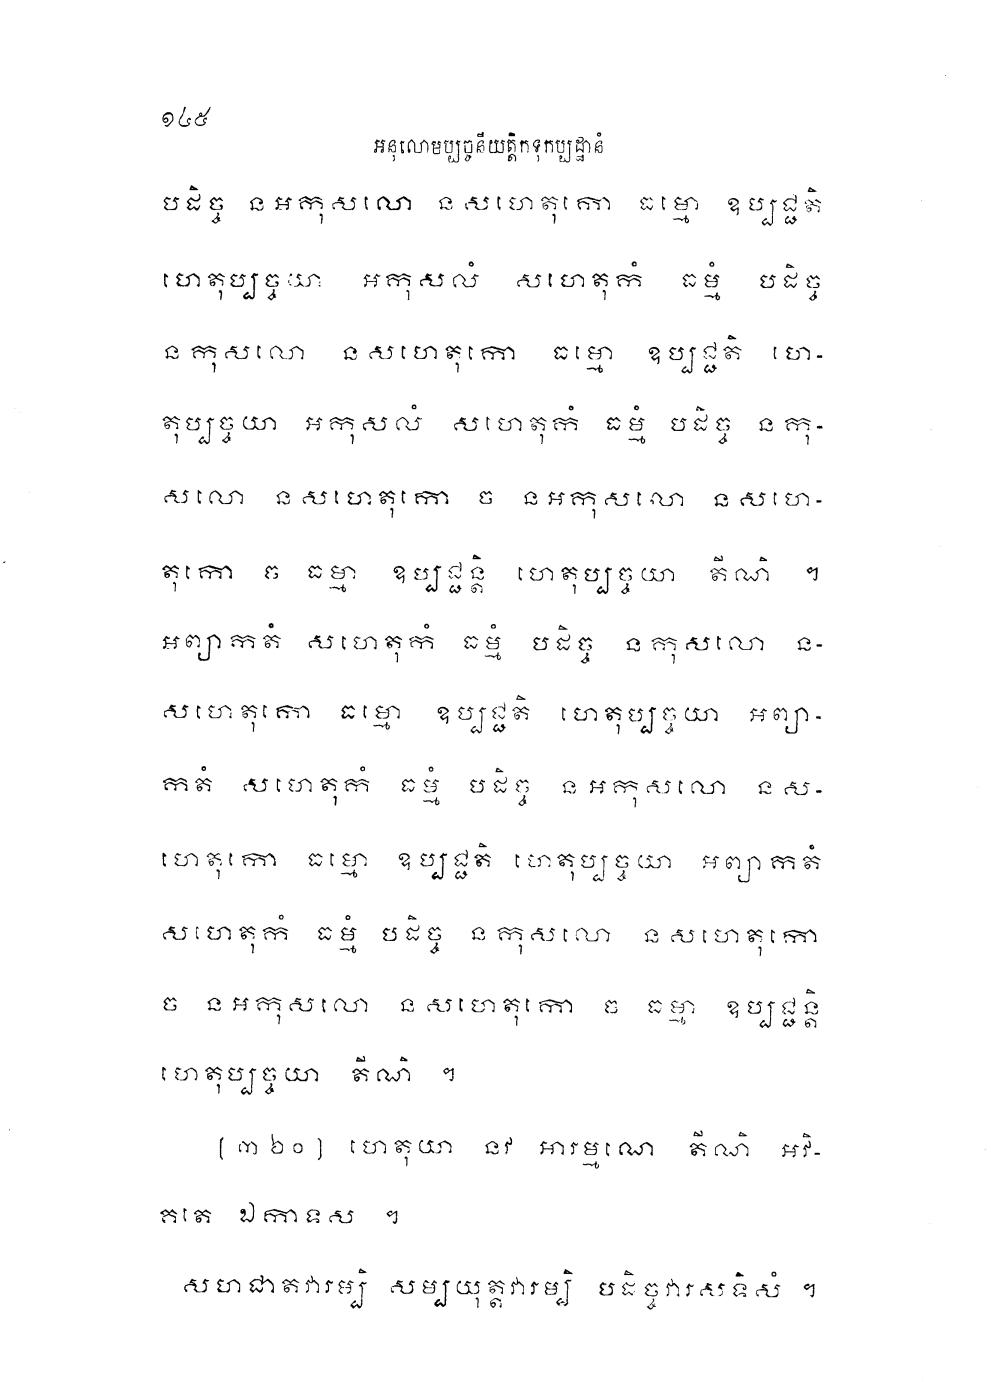 ១៤៥
អនុលោមប្បច្ចនីយត្តិកទុកប្បដ្ឋានំ
បដិច្ច នអកុសលោ នសហេតុកោ ធម្មោ ឧប្បជ្ជតិ
ហេតុប្បច្ចយា អកុសលំ សហេតុកំ ធម្មំ បដិច្ច
នកុសលោ នសហេតុកោ ធម្មោ ឧប្បជ្ជតិ ហេ-
តុប្បច្ចយា អកុសលំ សហេតុកំ ធម្មំ បដិច្ច នកុ-
សលោ នសហេតុកោ ច នអកុសលោ នសហេ-
តុកោ ច ធម្មា ឧប្បជ្ជន្តិ ហេតុប្បច្ចយា តីណិ ។
អព្យាកតំ សហេតុកំ ធម្មំ បដិច្ច នកុសលោ ន-
សហេតុកោ ធម្មោ ឧប្បជ្ជតិ ហេតុប្បច្ចយា អព្យា-
កតំ សហេតុកំ ធម្មំ បដិច្ច នអកុសលោ នស-
ហេតុកោ ធម្មោ ឧប្បជ្ជតិ ហេតុប្បច្ចយា អព្យាកតំ
សហេតុកំ ធម្មំ បដិច្ច នកុសលោ នសហេតុកោ
ច នអកុសលោ នសហេតុកោ ច ធម្មា ឧប្បជ្ជន្តិ
ហេតុប្បច្ចយា តីណិ ។
[៣៦០] ហេតុយា នវ អារម្មណេ តីណិ អវិ-
គតេ ឯកាទស ។
សហជាតវារម្បិ សម្បយុត្តវារម្បិ បដិច្ចវារសទិសំ ។